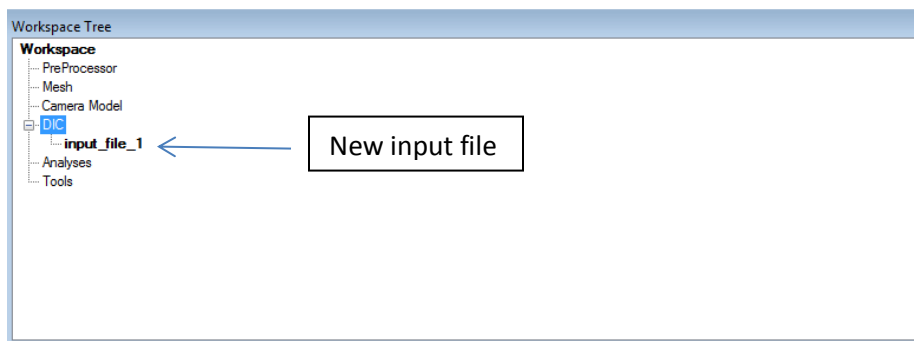 Workspace Tree
Workspace
PreProcessor
Mesh
Camera Model
DIC
input_file_1
New input file
Analyses
Tools